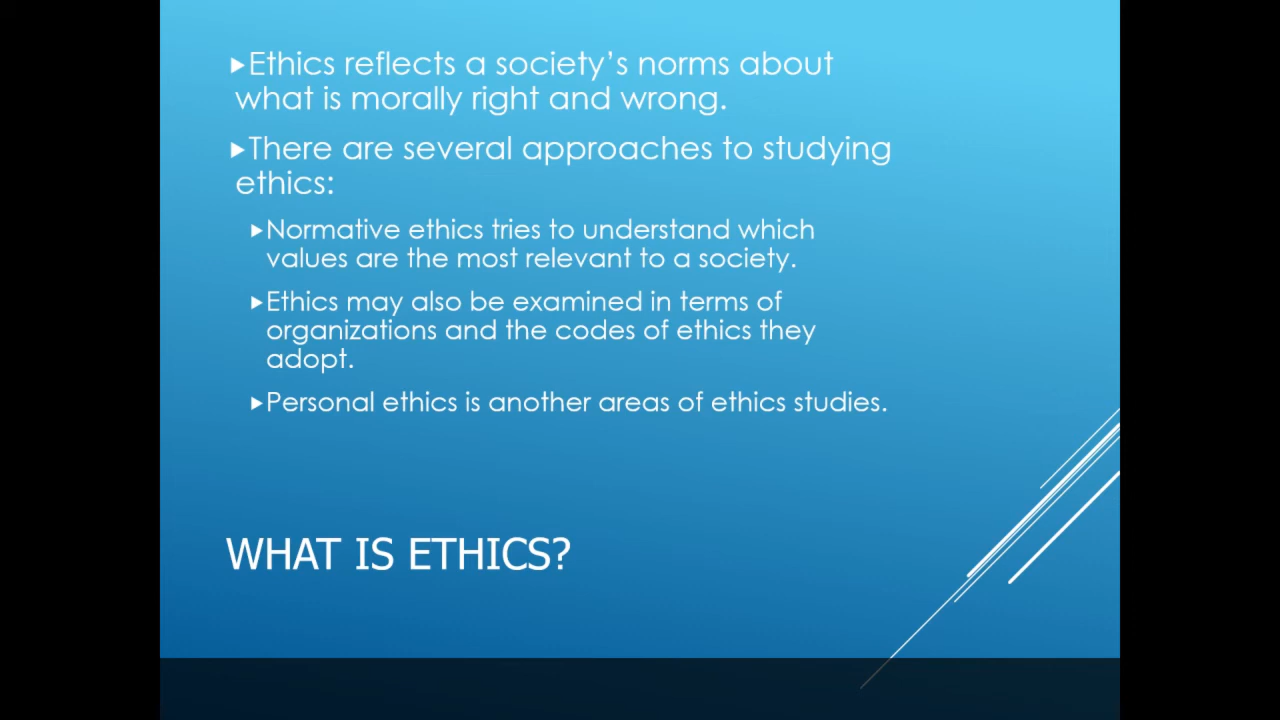 ▶Ethics reflects a society’s norms about
what is morally right and wrong.
▶There are several approaches to studying
ethics:
▶Normative ethics tries to understand which
values are the most relevant to a society.
▶Ethics may also be examined in terms of
organizations and the codes of ethics they
adopt.
▶Personal ethics is another areas of ethics studies.
WHAT IS ETHICS?